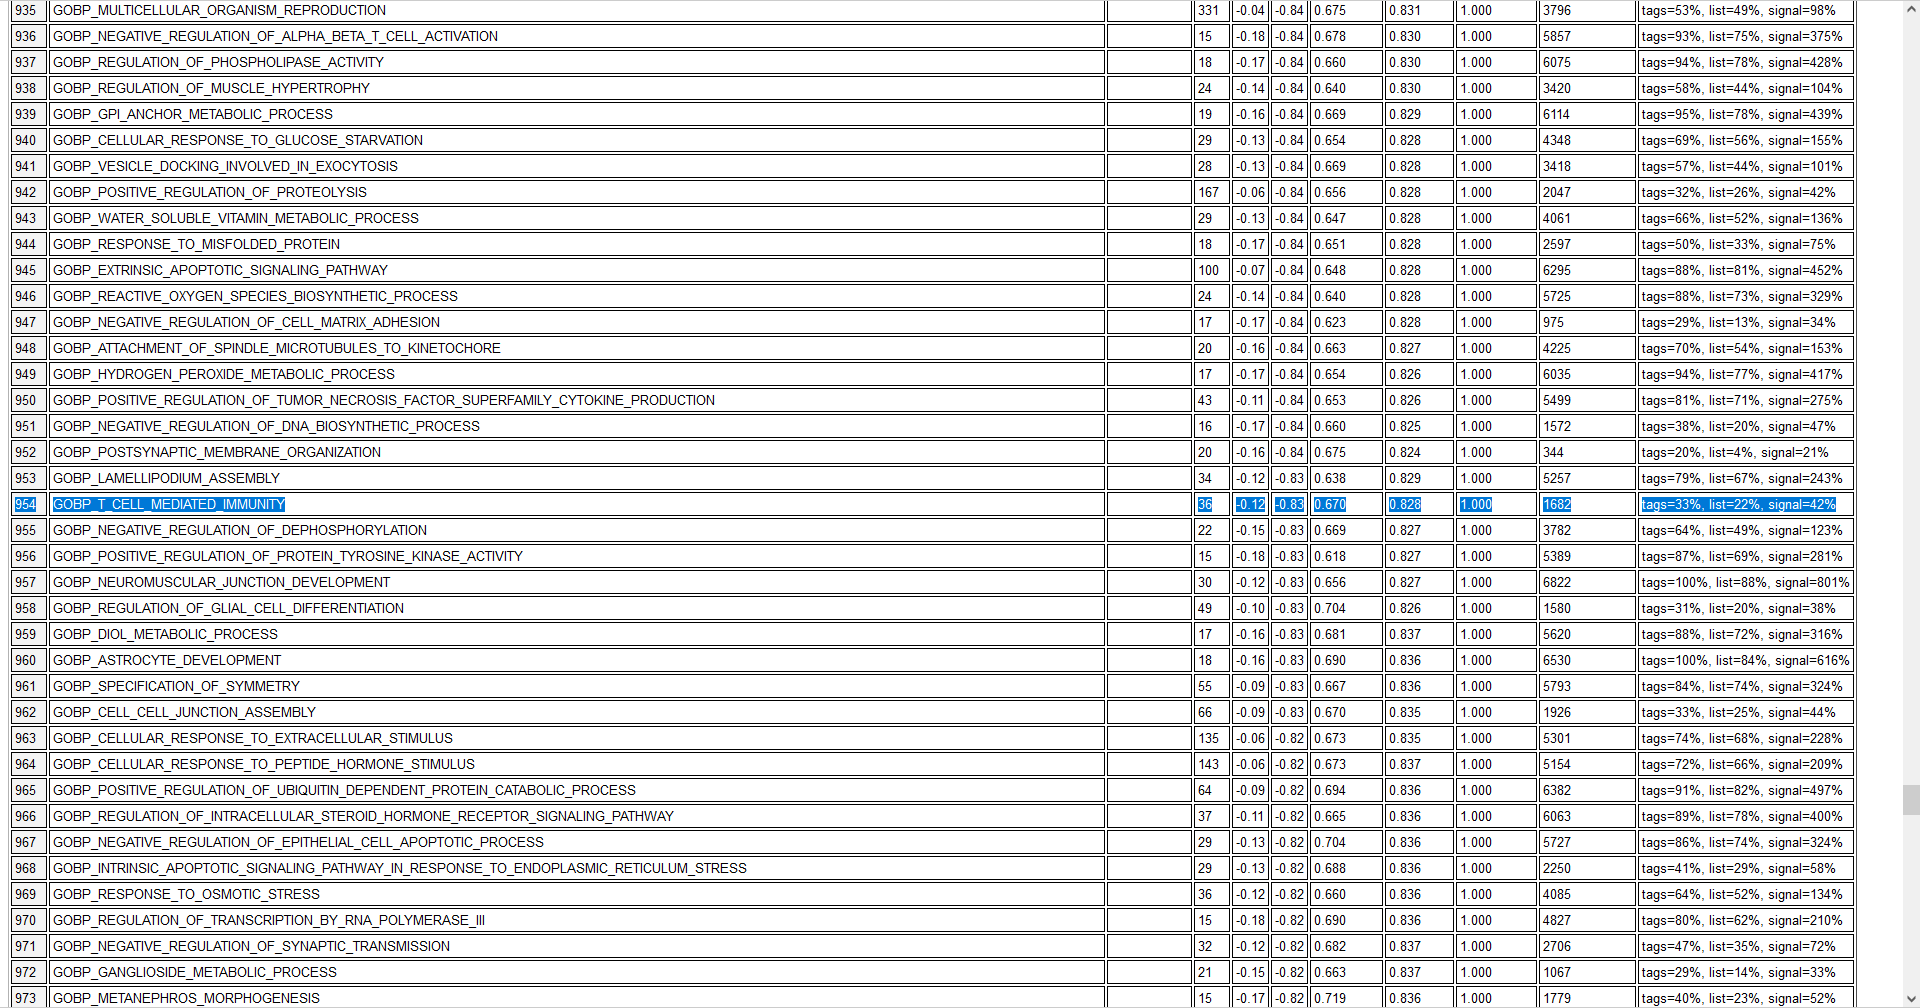 935 GOBP_MULTICELLULAR_ORGANISM_REPRODUCTION 331 -0.04 -0.84 0.675 0.831 1.000 3796 tags=53%, list=49%, signal=98%
936 GOBP_NEGATIVE_REGULATION_OF_ALPHA_BETA_T_CELL_ACTIVATION 15 -0.18 -0.84 0.678 0.830 1.000 5857 tags=93%, list=75%, signal=375%
937 GOBP_REGULATION_OF_PHOSPHOLIPASE_ACTIVITY 18 -0.17 -0.84 0.660 0.830 1.000 6075 tags=94%, list=78%, signal=428%
938 GOBP_REGULATION_OF_MUSCLE_HYPERTROPHY 24 -0.14 -0.84 0.640 0.830 1.000 3420 tags=58%, list=44%, signal=104%
939 GOBP_GPI_ANCHOR_METABOLIC_PROCESS 19 -0.16 -0.84 0.669 0.829 1.000 6114 tags=95%, list=78%, signal=439%
940 GOBP_CELLULAR_RESPONSE_TO_GLUCOSE_STARVATION 29 -0.13 -0.84 0.654 0.828 1.000 4348 tags=69%, list=56%, signal=155%
941 GOBP_VESICLE_DOCKING_INVOLVED_IN_EXOCYTOSIS 28 -0.13 -0.84 0.669 0.828 1.000 3418 tags=57%, list=44%, signal=101%
942 GOBP_POSITIVE_REGULATION_OF_PROTEOLYSIS 167 -0.06 -0.84 0.656 0.828 1.000 2047 tags=32%, list=26%, signal=42%
943 GOBP_WATER_SOLUBLE_VITAMIN_METABOLIC_PROCESS 29 -0.13 -0.84 0.647 0.828 1.000 4061 tags=66%, list=52%, signal=136%
944 GOBP_RESPONSE_TO_MISFOLDED_PROTEIN 18 -0.17 -0.84 0.651 0.828 1.000 2597 tags=50%, list=33%, signal=75%
945 GOBP_EXTRINSIC_APOPTOTIC_SIGNALING_PATHWAY 100 -0.07 -0.84 0.648 0.828 1.000 6295 tags=88%, list=81%, signal=452%
946 GOBP_REACTIVE_OXYGEN_SPECIES_BIOSYNTHETIC_PROCESS 24 -0.14 -0.84 0.640 0.828 1.000 5725 tags=88%, list=73%, signal=329%
947 GOBP_NEGATIVE_REGULATION_OF_CELL_MATRIX_ADHESION 17 -0.17 -0.84 0.623 0.828 1.000 975 tags=29%, list=13%, signal=34%
948 GOBP_ATTACHMENT_OF_SPINDLE_MICROTUBULES_TO_KINETOCHORE 20 -0.16 -0.84 0.663 0.827 1.000 4225 tags=70%, list=54%, signal=153%
949 GOBP_HYDROGEN_PEROXIDE_METABOLIC_PROCESS 17 -0.17 -0.84 0.654 0.826 1.000 6035 tags=94%, list=77%, signal=417%
950 GOBP_POSITIVE_REGULATION_OF_TUMOR_NECROSIS_FACTOR_SUPERFAMILY_CYTOKINE_PRODUCTION 43 -0.11 -0.84 0.653 0.826 1.000 5499 tags=81%, list=71%, signal=275%
951 GOBP_NEGATIVE_REGULATION_OF_DNA_BIOSYNTHETIC_PROCESS 16 -0.17 -0.84 0.660 0.825 1.000 1572 tags=38%, list=20%, signal=47%
952 GOBP_POSTSYNAPTIC_MEMBRANE_ORGANIZATION 20 -0.16 -0.84 0.675 0.824 1.000 344 tags=20%, list=4%, signal=21%
953 GOBP_LAMELLIPODIUM_ASSEMBLY 34 -0.12 -0.83 0.638 0.829 1.000 5257 tags=79%, list=67%, signal=243%
954 GOBP_T_CELL_MEDIATED_IMMUNITY 36 -0.12 -0.83 0.670 0.828 1.000 1682 tags=33%, list=22%, signal=42%
955 GOBP_NEGATIVE_REGULATION_OF_DEPHOSPHORYLATION 22 -0.15 -0.83 0.669 0.827 1.000 3782 tags=64%, list=49%, signal=123%
956 GOBP_POSITIVE_REGULATION_OF_PROTEIN_TYROSINE_KINASE_ACTIVITY 15 -0.18 -0.83 0.618 0.827 1.000 5389 tags=87%, list=69%, signal=281%
957 GOBP_NEUROMUSCULAR_JUNCTION_DEVELOPMENT 30 -0.12 -0.83 0.656 0.827 1.000 6822 tags=100%, list=88%, signal=801%
958 GOBP_REGULATION_OF_GLIAL_CELL_DIFFERENTIATION 49 -0.10 -0.83 0.704 0.826 1.000 1580 tags=31%, list=20%, signal=38%
959 GOBP_DIOL_METABOLIC_PROCESS 17 -0.16 -0.83 0.681 0.837 1.000 5620 tags=88%, list=72%, signal=316%
960 GOBP_ASTROCYTE_DEVELOPMENT 18 -0.16 -0.83 0.690 0.836 1.000 6530 tags=100%, list=84%, signal=616%
961 GOBP_SPECIFICATION_OF_SYMMETRY 55 -0.09 -0.83 0.667 0.836 1.000 5793 tags=84%, list=74%, signal=324%
962 GOBP_CELL_CELL_JUNCTION_ASSEMBLY 66 -0.09 -0.83 0.670 0.835 1.000 1926 tags=33%, list=25%, signal=44%
963 GOBP_CELLULAR_RESPONSE_TO_EXTRACELLULAR_STIMULUS 135 -0.06 -0.82 0.673 0.835 1.000 5301 tags=74%, list=68%, signal=228%
964 GOBP_CELLULAR_RESPONSE_TO_PEPTIDE_HORMONE_STIMULUS 143 -0.06 -0.82 0.673 0.837 1.000 5154 tags=72%, list=66%, signal=209%
965 GOBP_POSITIVE_REGULATION_OF_UBIQUITIN_DEPENDENT_PROTEIN_CATABOLIC_PROCESS 64 -0.09 -0.82 0.694 0.836 1.000 6382 tags=91%, list=82%, signal=497%
966 GOBP_REGULATION_OF_INTRACELLULAR_STEROID_HORMONE_RECEPTOR_SIGNALING_PATHWAY 37 -0.11 -0.82 0.665 0.836 1.000 6063 tags=89%, list=78%, signal=400%
967 GOBP_NEGATIVE_REGULATION_OF_EPITHELIAL_CELL_APOPTOTIC_PROCESS 29 -0.13 -0.82 0.704 0.836 1.000 5727 tags=86%, list=74%, signal=324%
968 GOBP_INTRINSIC_APOPTOTIC_SIGNALING_PATHWAY_IN_RESPONSE_TO_ENDOPLASMIC_RETICULUM_STRESS 29 -0.13 -0.82 0.688 0.836 1.000 2250 tags=41%, list=29%, signal=58%
969 GOBP_RESPONSE_TO_OSMOTIC_STRESS 36 -0.12 -0.82 0.660 0.836 1.000 4085 tags=64%, list=52%, signal=134%
970 GOBP_REGULATION_OF_TRANSCRIPTION_BY_RNA_POLYMERASE_III 15 -0.18 -0.82 0.690 0.836 1.000 4827 tags=80%, list=62%, signal=210%
971 GOBP_NEGATIVE_REGULATION_OF_SYNAPTIC_TRANSMISSION 32 -0.12 -0.82 0.682 0.837 1.000 2706 tags=47%, list=35%, signal=72%
972 GOBP_GANGLIOSIDE_METABOLIC_PROCESS 21 -0.15 -0.82 0.663 0.837 1.000 1067 tags=29%, list=14%, signal=33%
973 GOBP_METANEPHROS_MORPHOGENESIS 15 -0.17 -0.82 0.719 0.836 1.000 1779 tags=40%, list=23%, signal=52%